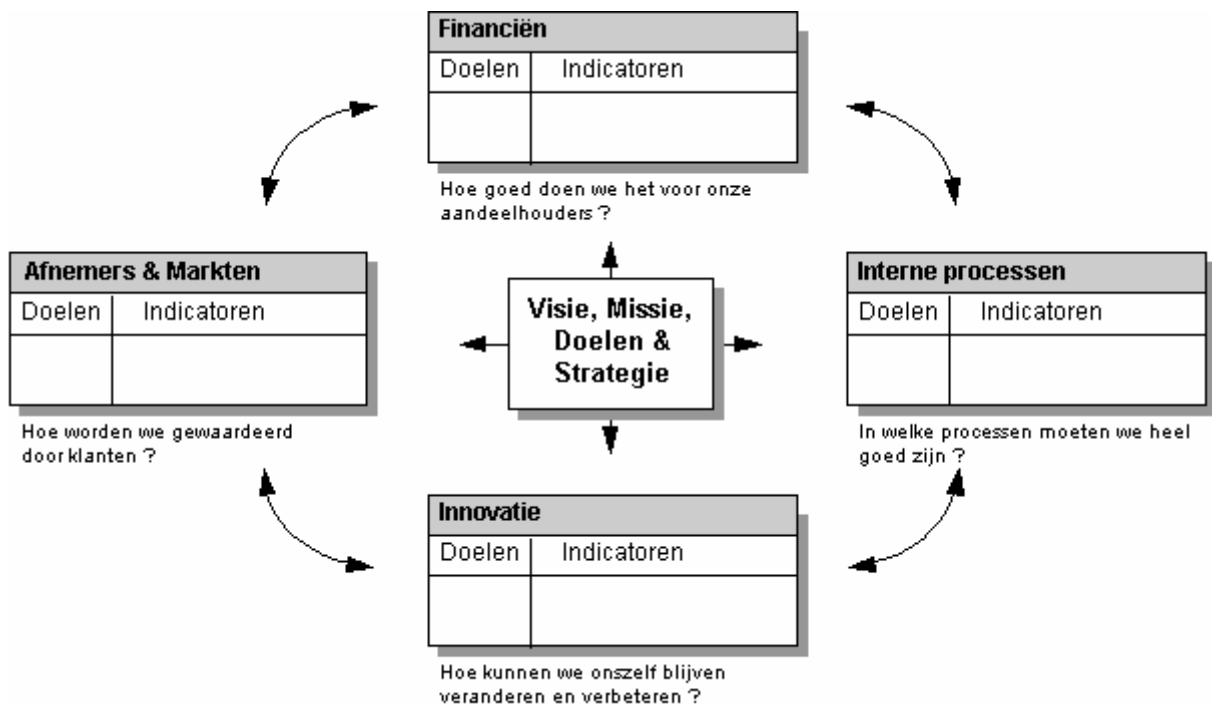 Financiën
Doelen Indicatoren
Hoe goed doen we het voor onze
aandeelhouders ?
Afnemers & Markten
Doelen Indicatoren
Hoe worden we gewaardeerd
door klanten ?
Visie, Missie,
Doelen &
Strategie
Interne processen
Doelen Indicatoren
In welke processen moeten we heel
goed zijn ?
Innovatie
Doelen Indicatoren
Hoe kunnen we onszelf blijven
veranderen en verbeteren ?